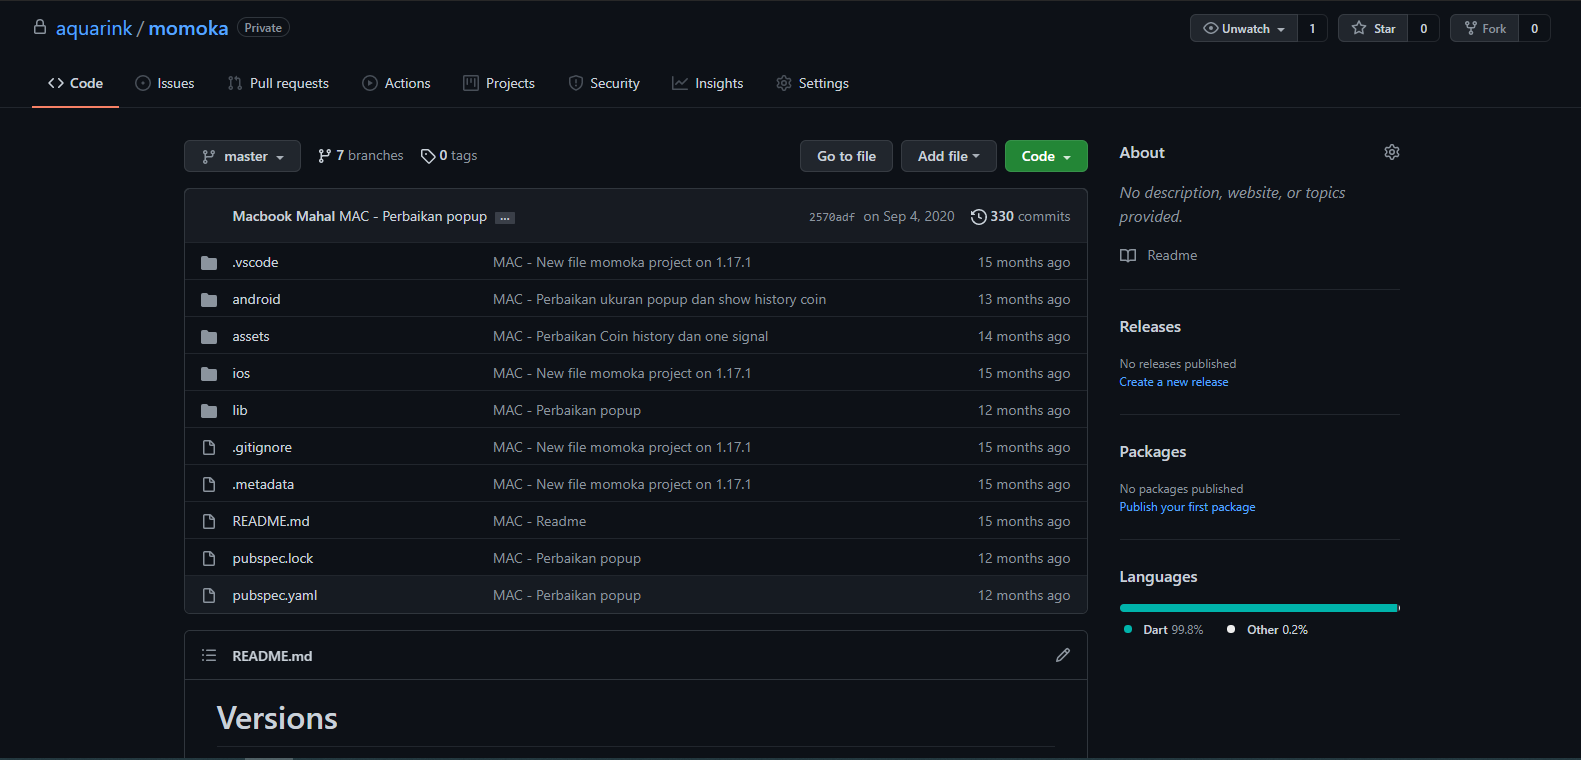 aquarink / momoka Private
Unwatch 1 Star 0 Fork 0
Code Issues Pull requests Actions Projects Security Insights Settings
master 7 branches 0 tags
Go to file Add file Code
Macbook Mahal MAC - Perbaikan popup ... 2570adf on Sep 4, 2020 330 commits
.vscode MAC - New file momoka project on 1.17.1 15 months ago
android MAC - Perbaikan ukuran popup dan show history coin 13 months ago
assets MAC - Perbaikan Coin history dan one signal 14 months ago
ios MAC - New file momoka project on 1.17.1 15 months ago
lib MAC - Perbaikan popup 12 months ago
.gitignore MAC - New file momoka project on 1.17.1 15 months ago
.metadata MAC - New file momoka project on 1.17.1 15 months ago
README.md MAC - Readme 15 months ago
pubspec.lock MAC - Perbaikan popup 12 months ago
pubspec.yaml MAC - Perbaikan popup 12 months ago
README.md
Versions
About
No description, website, or topics
provided.
Readme
Releases
No releases published
Create a new release
Packages
No packages published
Publish your first package
Languages
Dart 99.8% Other 0.2%